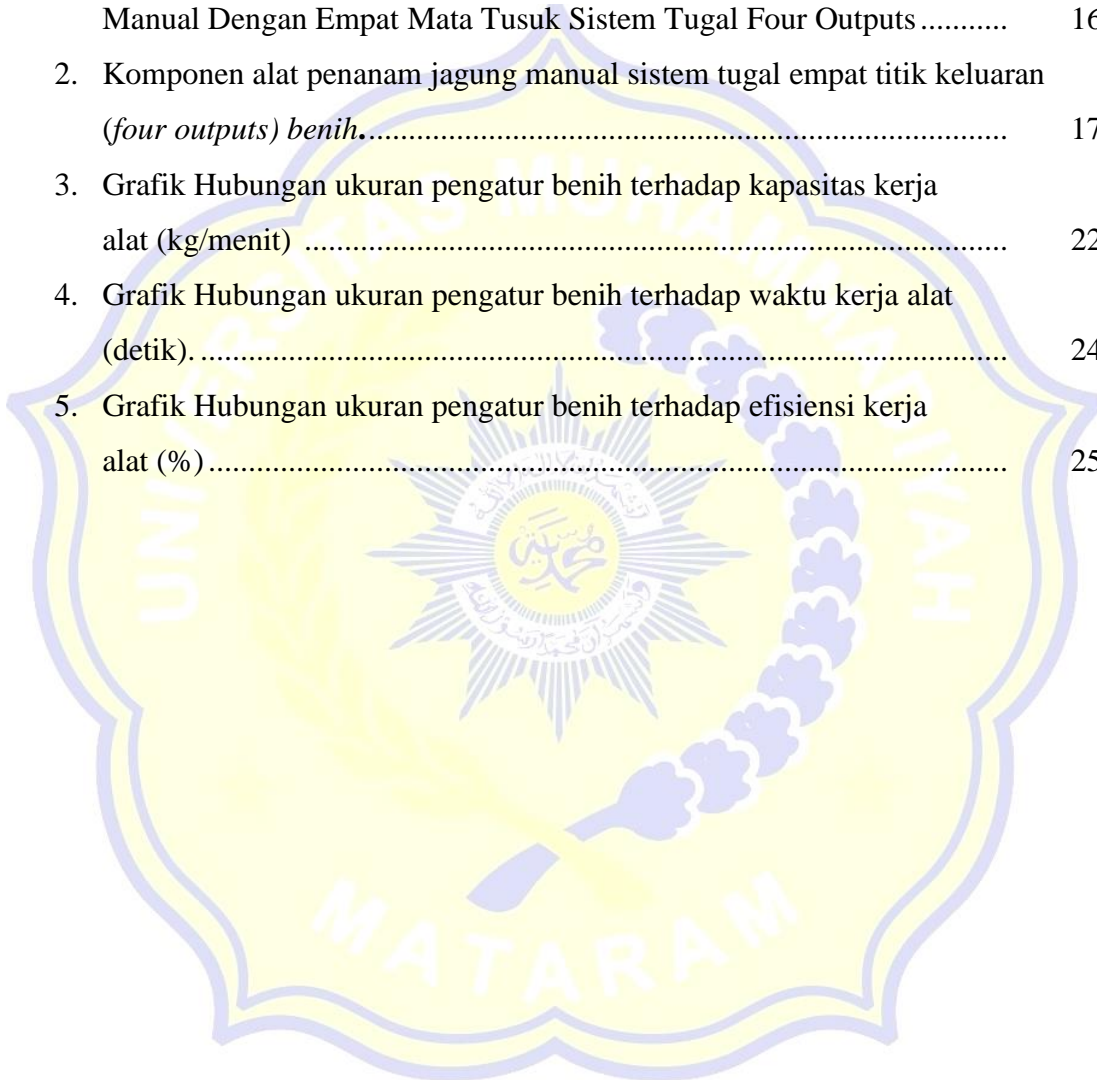 Manual Dengan Empat Mata Tusuk Sistem Tugal Four Outputs ........... 16
2. Komponen alat penanam jagung manual sistem tugal empat titik keluaran
(four outputs) benih. ........................................................................ 17
3. Grafik Hubungan ukuran pengatur benih terhadap kapasitas kerja
alat (kg/menit) ........................................................................ 22
4. Grafik Hubungan ukuran pengatur benih terhadap waktu kerja alat
(detik). ........................................................................ 24
5. Grafik Hubungan ukuran pengatur benih terhadap efisiensi kerja
alat (%) ........................................................................ 25
UNIVERSITAS MUHAMMADIYAH
MATARAM